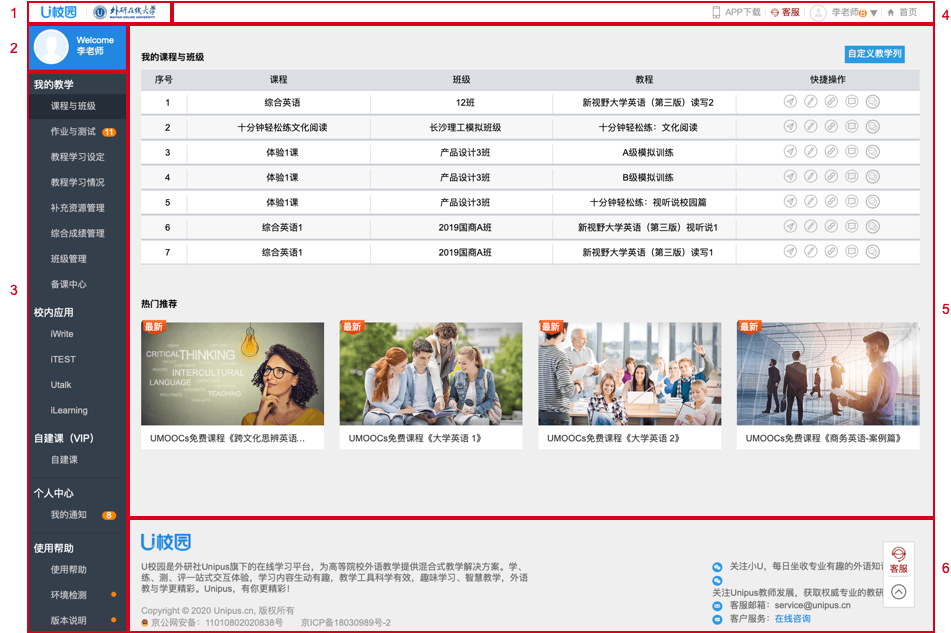 1
U校园
外研在线大学
WAIYAN ONLINE UNIVERSITY
APP下载
客服
李老师
8
首页
4
2
Welcome
李老师
3
我的教学
课程与班级
作业与测试 11
教程学习设定
教程学习情况
补充资源管理
综合成绩管理
班级管理
备课中心
校内应用
iWrite
iTEST
Utalk
iLearning
自建课（VIP）
自建课
个人中心
我的通知 8
使用帮助
使用帮助
环境检测
版本说明
5
我的课程与班级
自定义教学列
序号 课程 班级 教程 快捷操作
1 综合英语 12班 新视野大学英语（第三版）读写2
2 十分钟轻松练文化阅读 长沙理工模拟班级 十分钟轻松练：文化阅读
3 体验1课 产品设计3班 A级模拟训练
4 体验1课 产品设计3班 B级模拟训练
5 体验1课 产品设计3班 十分钟轻松练：视听说校园篇
6 综合英语1 2019国商A班 新视野大学英语（第三版）视听说1
7 综合英语1 2019国商A班 新视野大学英语（第三版）读写1
热门推荐
最新
CRITICAL THINKING
INTERCULTURAL
LANGUAGE
TEACHING
UMOOCs免费课程《跨文化思辨英语...
最新
UMOOCs免费课程《大学英语 1》
最新
UMOOCs免费课程《大学英语 2》
最新
UMOOCs免费课程《商务英语-案例篇》
6
U校园
U校园是外研社Unipus旗下的在线学习平台，为高等院校外语教学提供混合式教学解决方案。学、
练、测、评一站式交互体验，学习内容生动有趣，教学工具科学有效，趣味学习、智慧教学，外语
教与学更精彩。Unipus，有你更精彩！
Copyright © 2020 Unipus.cn, 版权所有
京公网安备：11010802020838号 京ICP备18030989号-2
关注小U，每日坐收专业有趣的外语知
关注Unipus教师发展，获取权威专业的教研
客服邮箱：service@unipus.cn
客户服务：在线咨询
客服